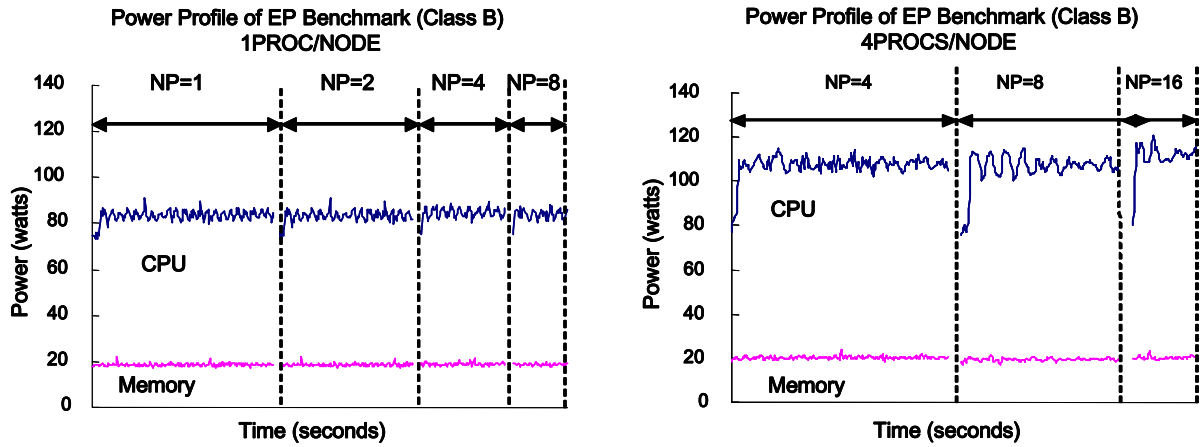 Power Profile of EP Benchmark (Class B)
1PROC/NODE
140
120
100
80
60
40
20
0
Power (watts)
NP=1
NP=2
NP=4
NP=8
CPU
Memory
Time (seconds)
Power Profile of EP Benchmark (Class B)
4PROCS/NODE
140
120
100
80
60
40
20
0
Power (watts)
NP=4
NP=8
NP=16
CPU
Memory
Time (seconds)